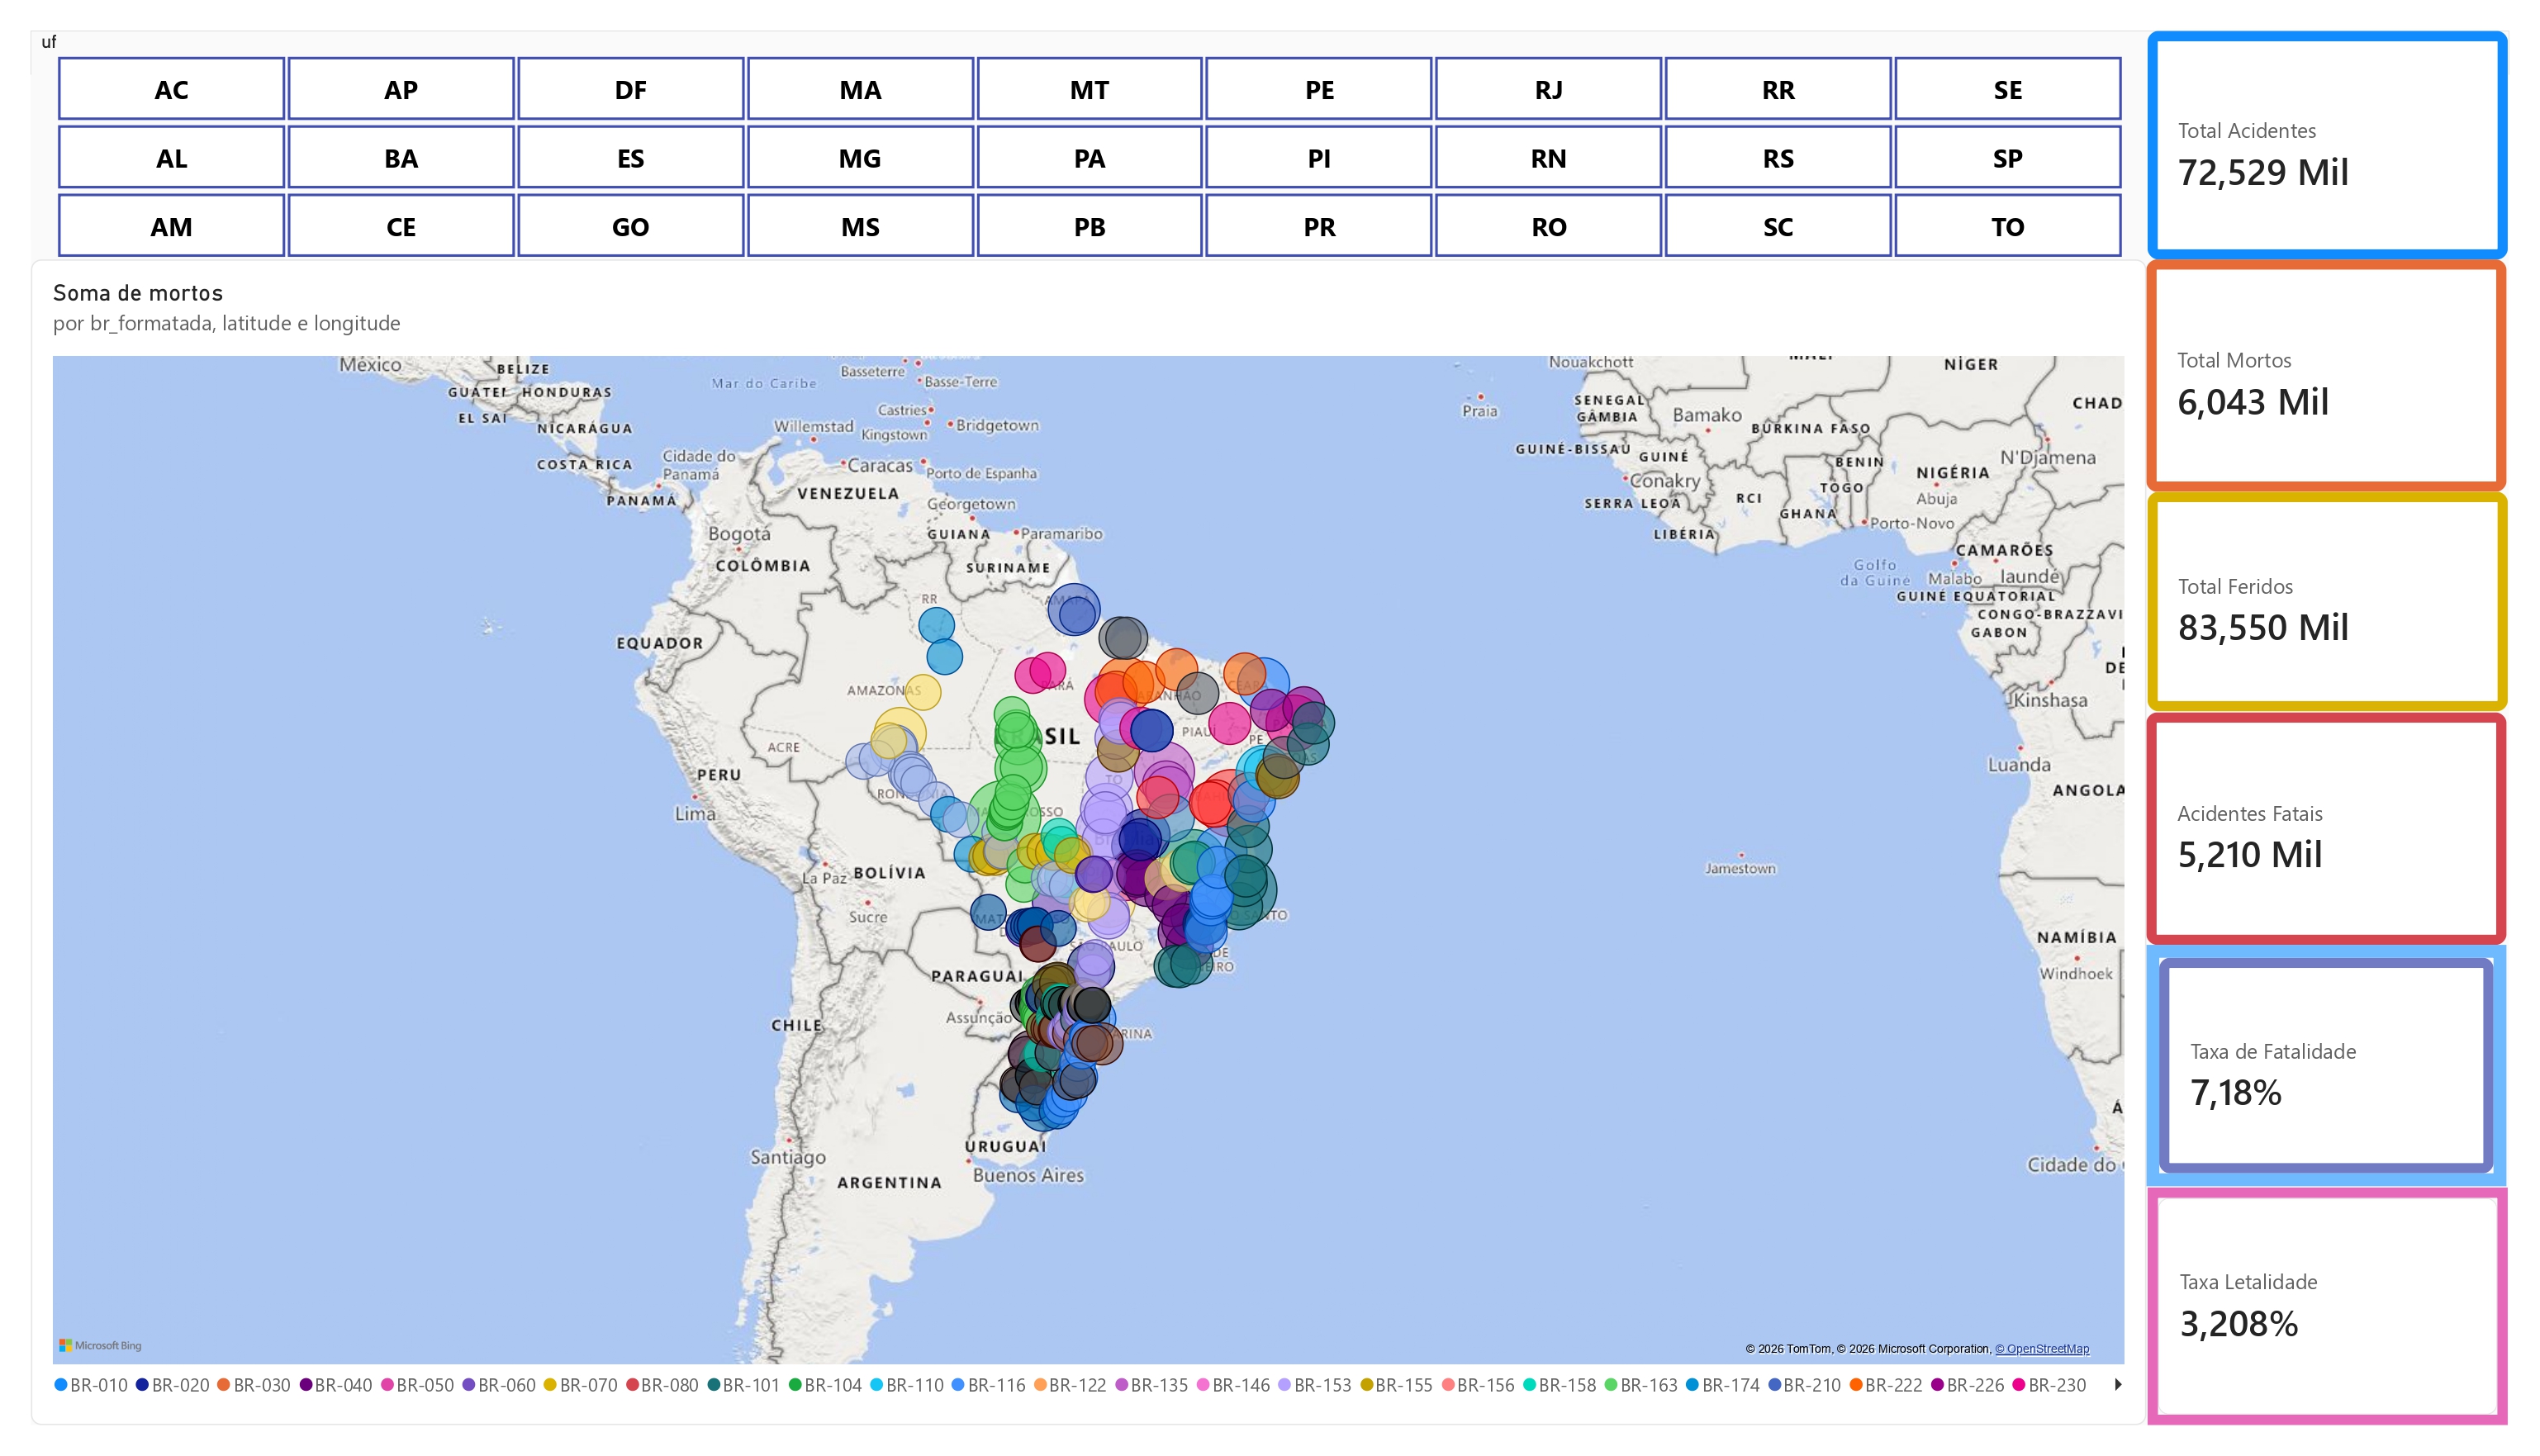 uf
AC AP DF MA MT PE RJ RR SE
AL BA ES MG PA PI RN RS SP
AM CE GO MS PB PR RO SC TO
Total Acidentes
72,529 Mil
Total Mortos
6,043 Mil
Total Feridos
83,550 Mil
Acidentes Fatais
5,210 Mil
Taxa de Fatalidade
7,18%
Taxa Letalidade
3,208%
Soma de mortos
por br_formatada, latitude e longitude
México
BELIZE
GUATE HONDURAS
EL SA
NICARÁGUA
COSTA RICA
PANAMÁ
Cidade do
Panamá
Mar do Caribe
Basseterre
Basse-Terre
Castries
Kingstown
Bridgetown
Willemstad
Caracas
Porto de Espanha
VENEZUELA
Georgetown
GUIANA
Paramaribo
SURINAME
Bogotá
COLÔMBIA
EQUADOR
RR
AMAZONAS
ACRE
PERU
Lima
La Paz
BOLÍVIA
Sucre
PARAGUAI
Assunção
CHILE
Santiago
URUGUAI
Buenos Aires
ARGENTINA
PIAUÍ
PE
TO
SIL
Praia
Nouakchott
SENEGAL
GÂMBIA
GUINÉ-BISSAU
GUINÉ
Conakry
SERRA LEOA
LIBÉRIA
Bamako
BURKINA FASO
RCI
GHANA
TOGO
BENIN
Porto-Novo
NÍGER
NIGÉRIA
Abuja
CHAD
N'Djamena
CAMARÕES
Iaundé
Malabo
Golfo
da Guiné
GUINÉ EQUATORIAL
CONGO-BRAZZAVI
GABON
Kinshasa
Luanda
ANGOLA
Jamestown
NAMÍBIA
Windhoek
Cidade do
Microsoft Bing
© 2026 TomTom, © 2026 Microsoft Corporation, © OpenStreetMap
BR-010 BR-020 BR-030 BR-040 BR-050 BR-060 BR-070 BR-080 BR-101 BR-104 BR-110 BR-116 BR-122 BR-135 BR-146 BR-153 BR-155 BR-156 BR-158 BR-163 BR-174 BR-210 BR-222 BR-226 BR-230